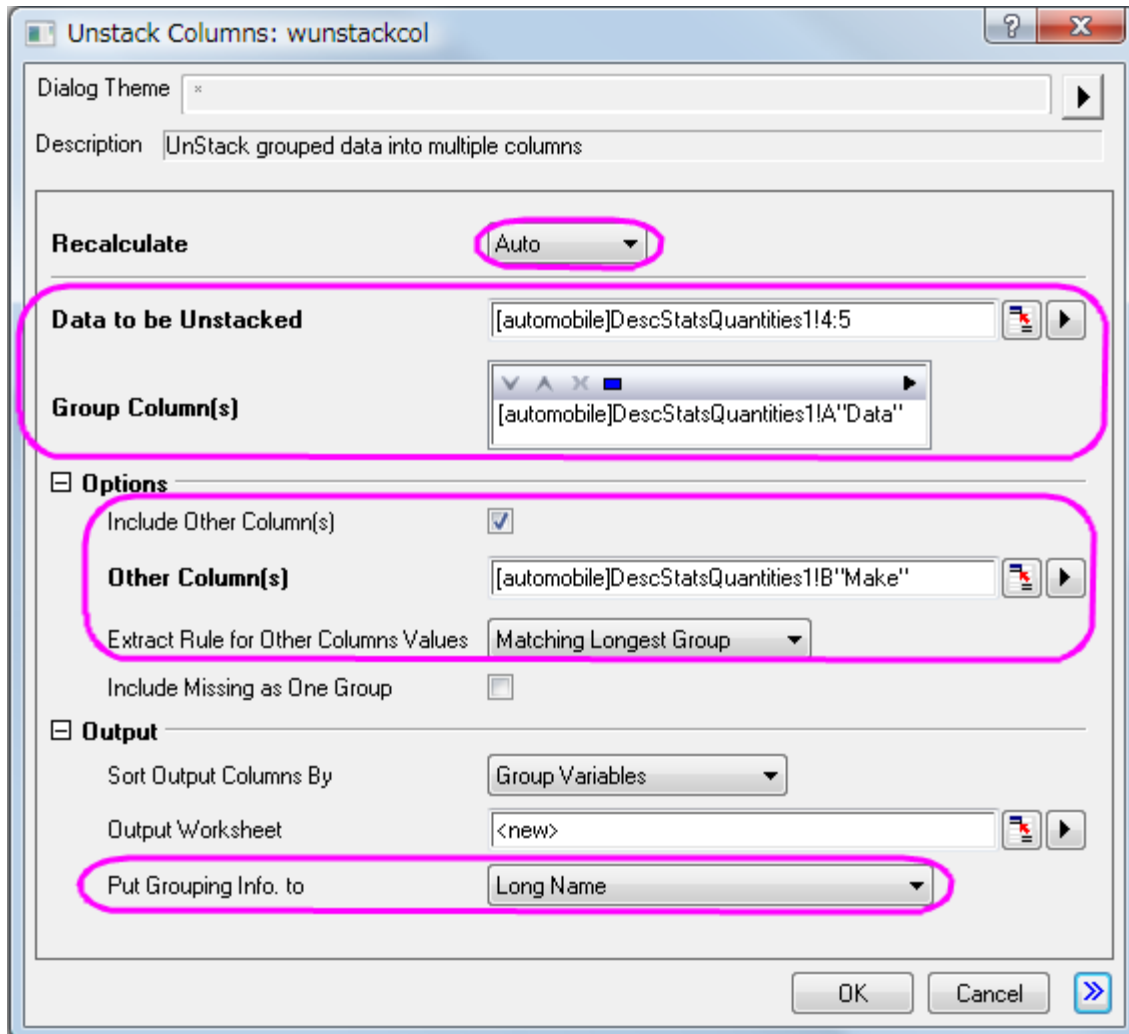 Unstack Columns: wunstackcol
Dialog Theme *
Description UnStack grouped data into multiple columns
Recalculate Auto
Data to be Unstacked [automobile]DescStatsQuantities1!4:5
Group Column(s) [automobile]DescStatsQuantities1!A"Data"
Options
Include Other Column(s)
Other Column(s) [automobile]DescStatsQuantities1!B"Make"
Extract Rule for Other Columns Values Matching Longest Group
Include Missing as One Group
Output
Sort Output Columns By Group Variables
Output Worksheet <new>
Put Grouping Info. to Long Name
OK Cancel